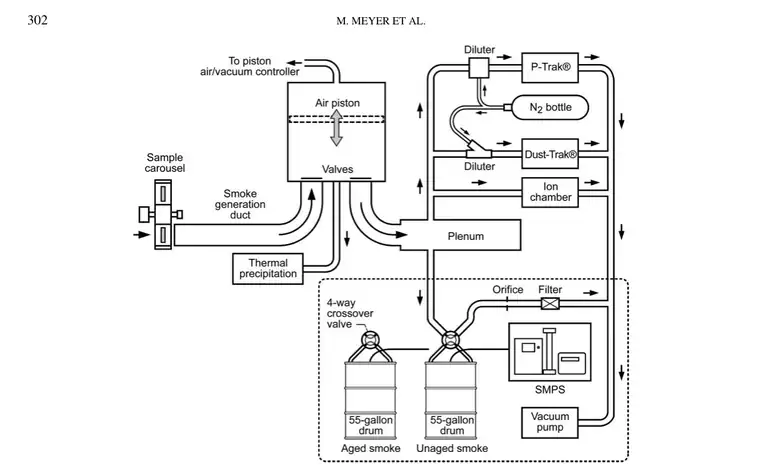 302
M. MEYER ET AL.
To piston
air/vacuum controller
Air piston
Valves
Sample
carousel
Smoke
generation
duct
Thermal
precipitation
Plenum
Diluter
P-Trak®
N2 bottle
Diluter
Dust-Trak®
Ion
chamber
Orifice
Filter
4-way
crossover
valve
SMPS
55-gallon
drum
55-gallon
drum
Vacuum
pump
Aged smoke
Unaged smoke